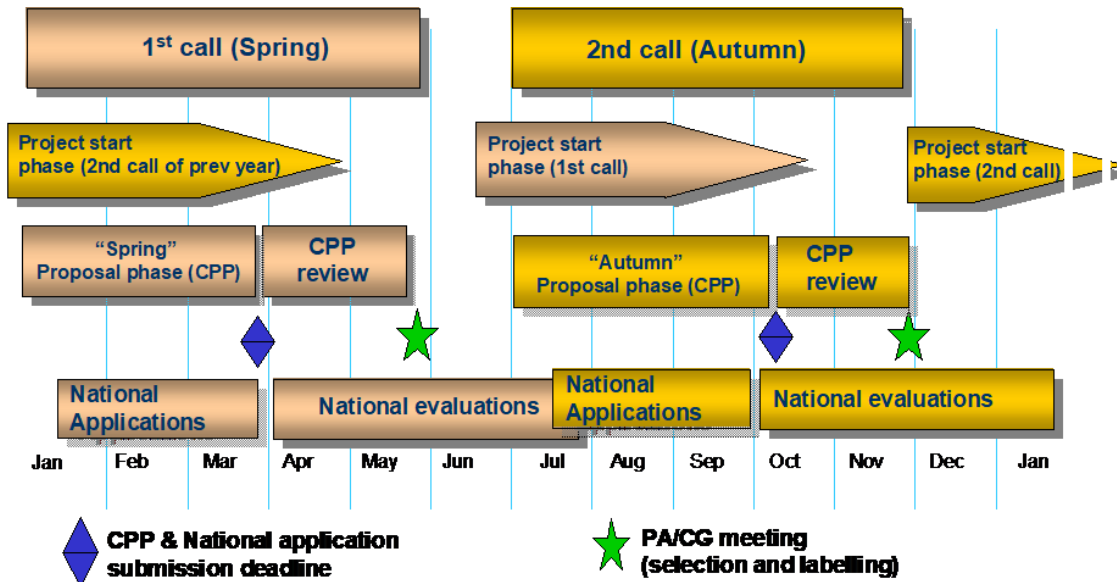 1st call (Spring)
2nd call (Autumn)
Project start
phase (2nd call of prev year)
Project start
phase (1st call)
Project start
phase (2nd call)
“Spring”
Proposal phase (CPP)
CPP
review
“Autumn”
Proposal phase (CPP)
CPP
review
National
Applications
National evaluations
National
Applications
National evaluations
Jan Feb Mar Apr May Jun Jul Aug Sep Oct Nov Dec Jan
CPP & National application
submission deadline
PA/CG meeting
(selection and labelling)